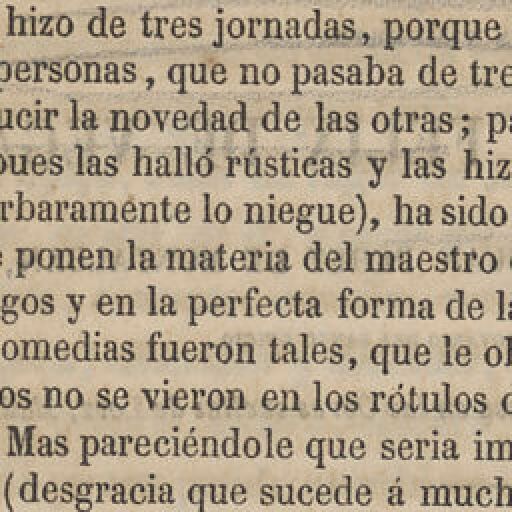 hizo de tres jornadas, porque
personas, que no pasaba de tre
ucir la novedad de las otras; pa
pues las halló rústicas y las hiz
rbaramente lo niegue), ha sido
e ponen la materia del maestro
gos y en la perfecta forma de la
omedias fueron tales, que le ol
os no se vieron en los rótulos
Mas pareciéndole que seria im
(desgracia que sucede á much